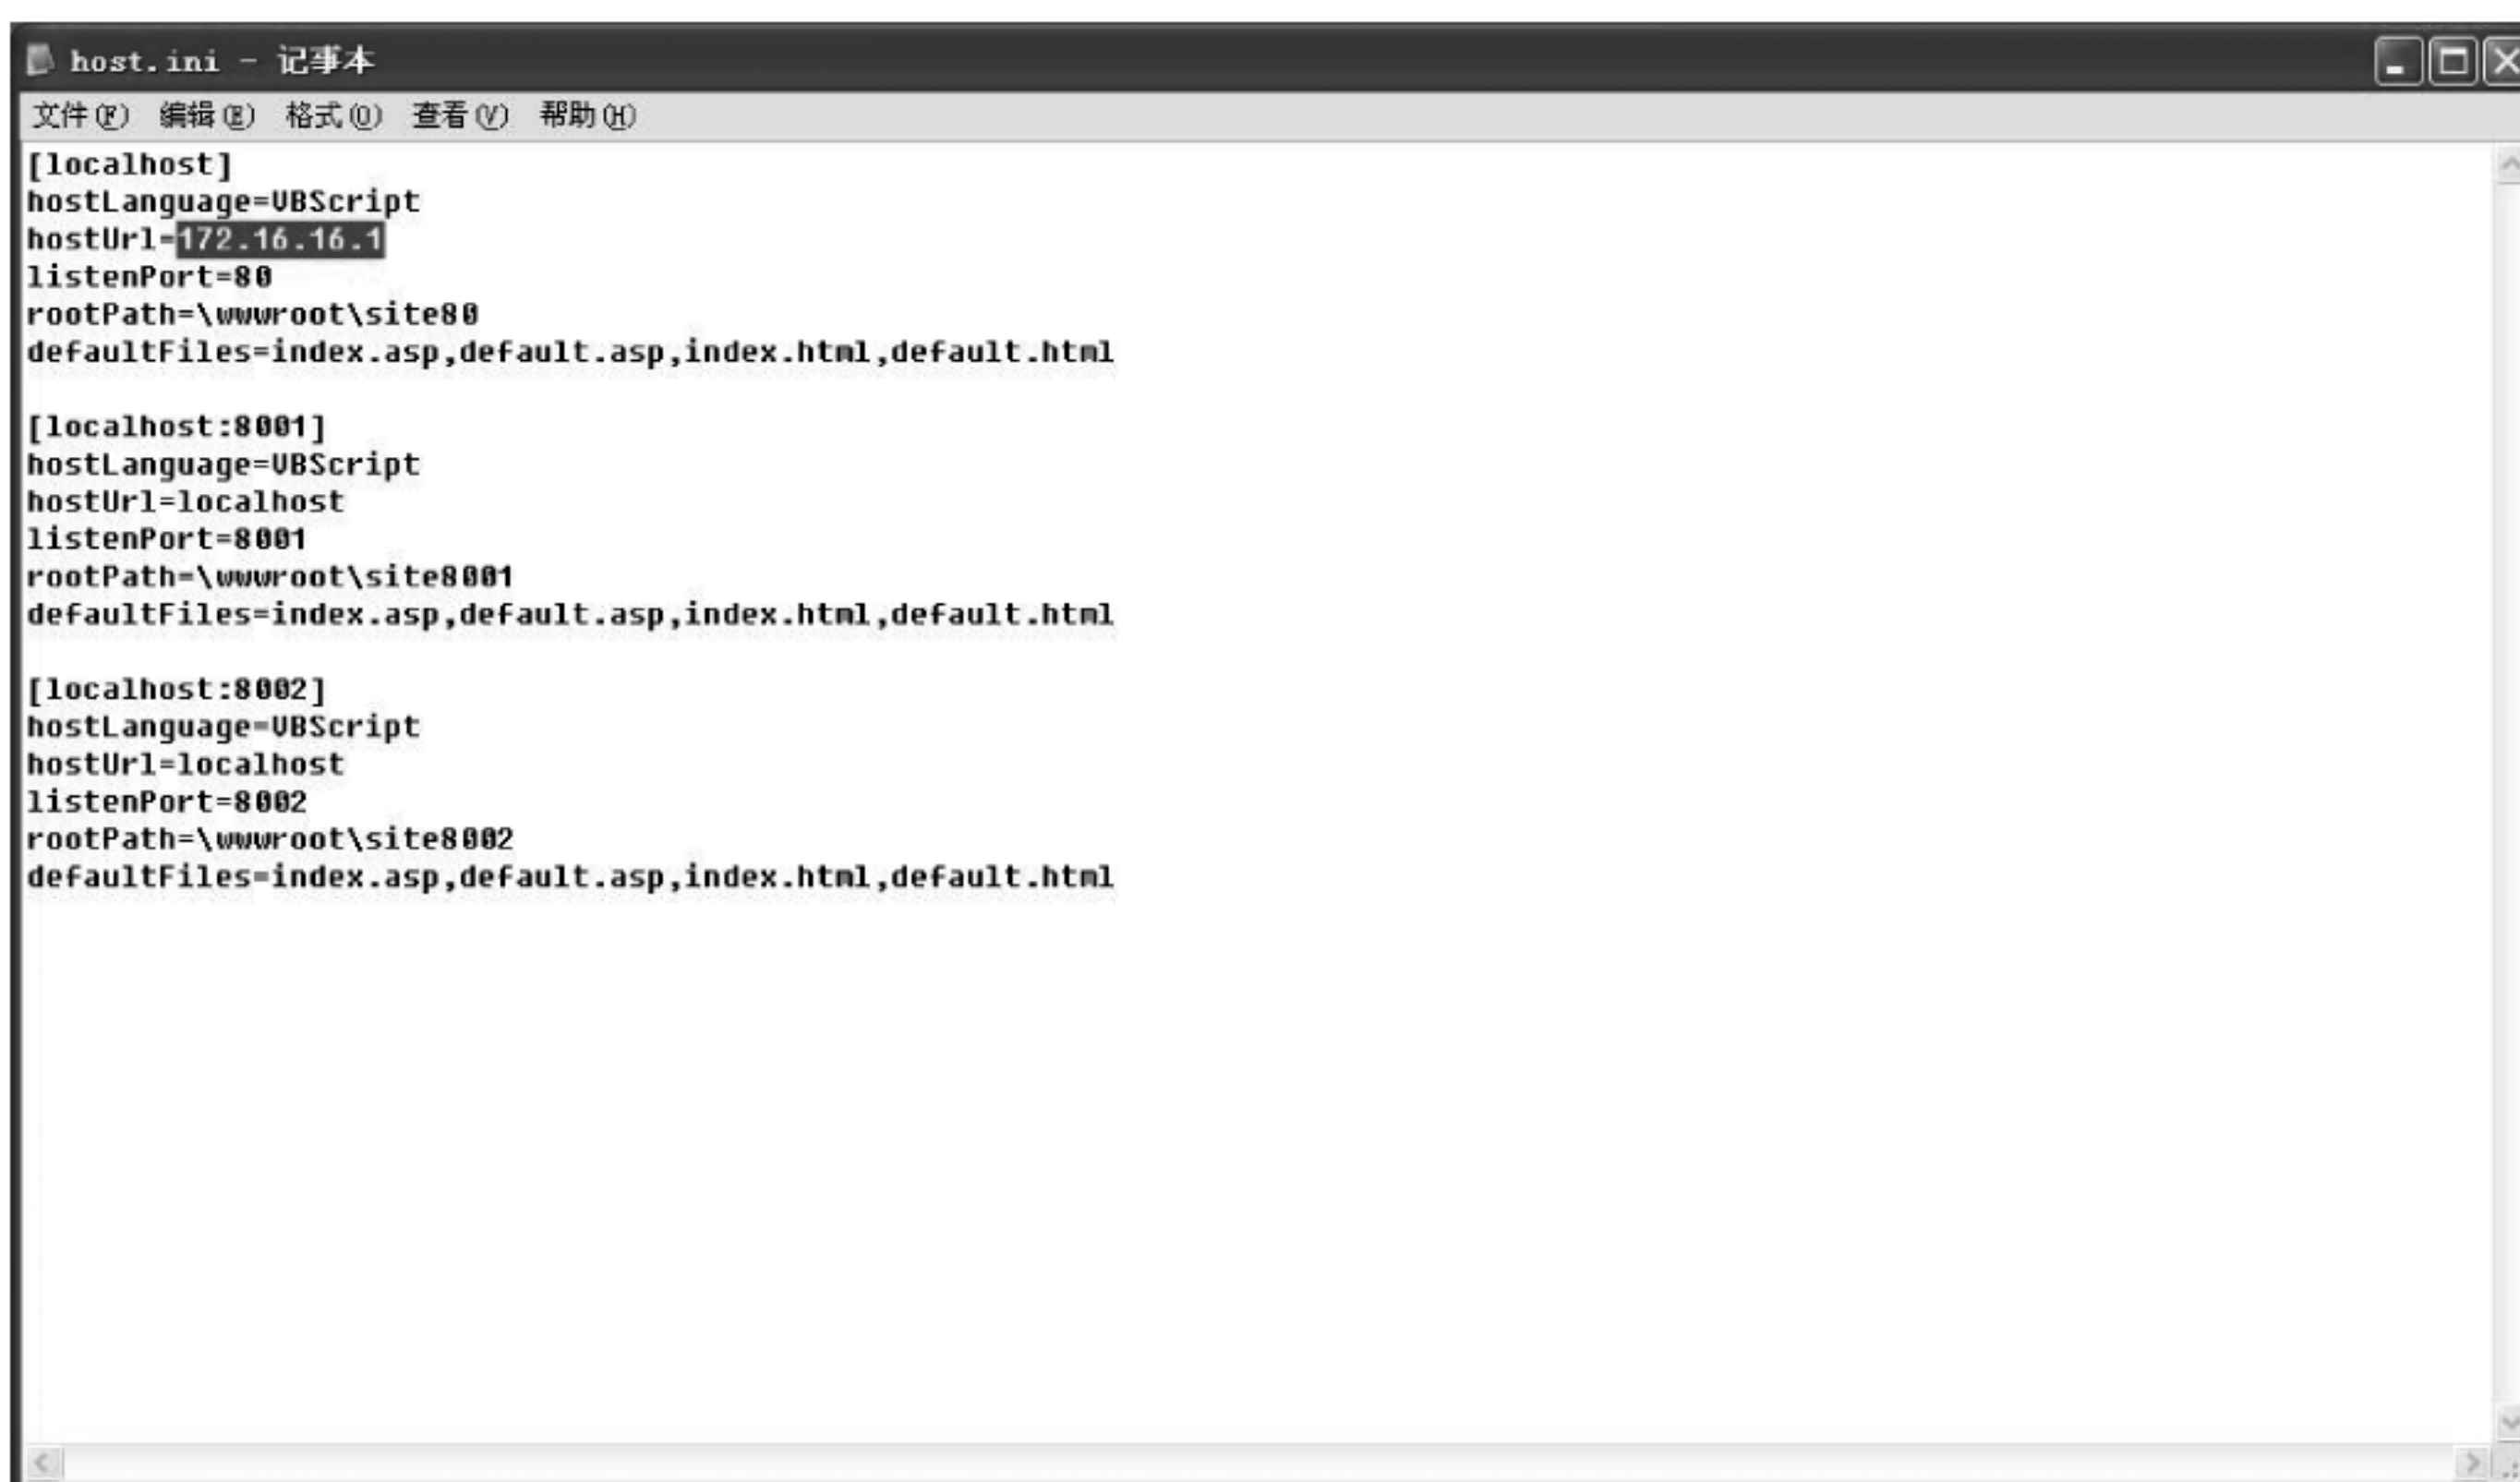 host.ini - 记事本
文件(F) 编辑(E) 格式(O) 查看(V) 帮助(H)
[localhost]
hostLanguage=VBScript
hostUrl=172.16.16.1
listenPort=80
rootPath=\wwwroot\site80
defaultFiles=index.asp,default.asp,index.html,default.html
[localhost:8001]
hostLanguage=VBScript
hostUrl=localhost
listenPort=8001
rootPath=\wwwroot\site8001
defaultFiles=index.asp,default.asp,index.html,default.html
[localhost:8002]
hostLanguage=VBScript
hostUrl=localhost
listenPort=8002
rootPath=\wwwroot\site8002
defaultFiles=index.asp,default.asp,index.html,default.html